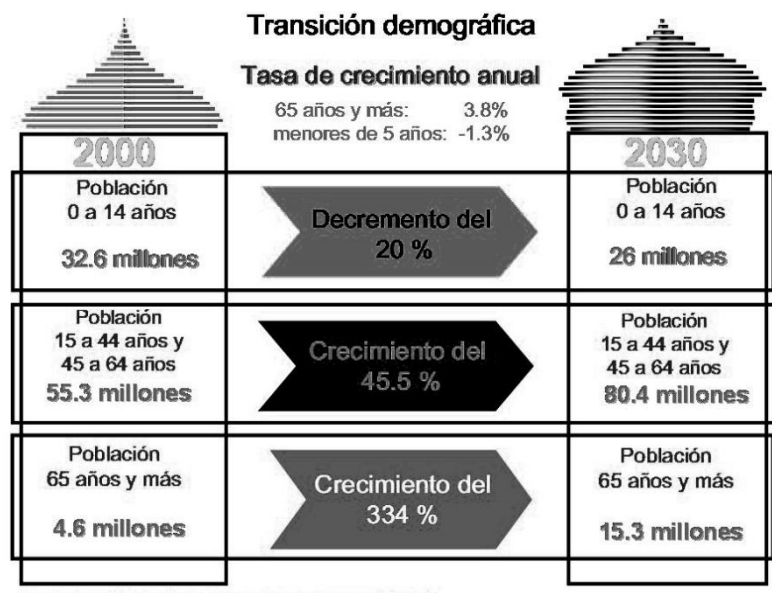 Transición demográfica
Tasa de crecimiento anual
65 años y más: 3.8%
menores de 5 años: -1.3%
2000
2030
Población
0 a 14 años
32.6 millones
Decremento del
20 %
Población
0 a 14 años
26 millones
Población
15 a 44 años y
45 a 64 años
55.3 millones
Crecimiento del
45.5 %
Población
15 a 44 años y
45 a 64 años
80.4 millones
Población
65 años y más
4.6 millones
Crecimiento del
334 %
Población
65 años y más
15.3 millones